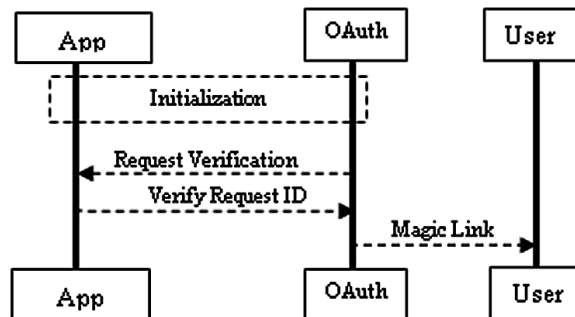 App
OAuth
User
Initialization
Request Verification
Verify Request ID
Magic Link
App
OAuth
User